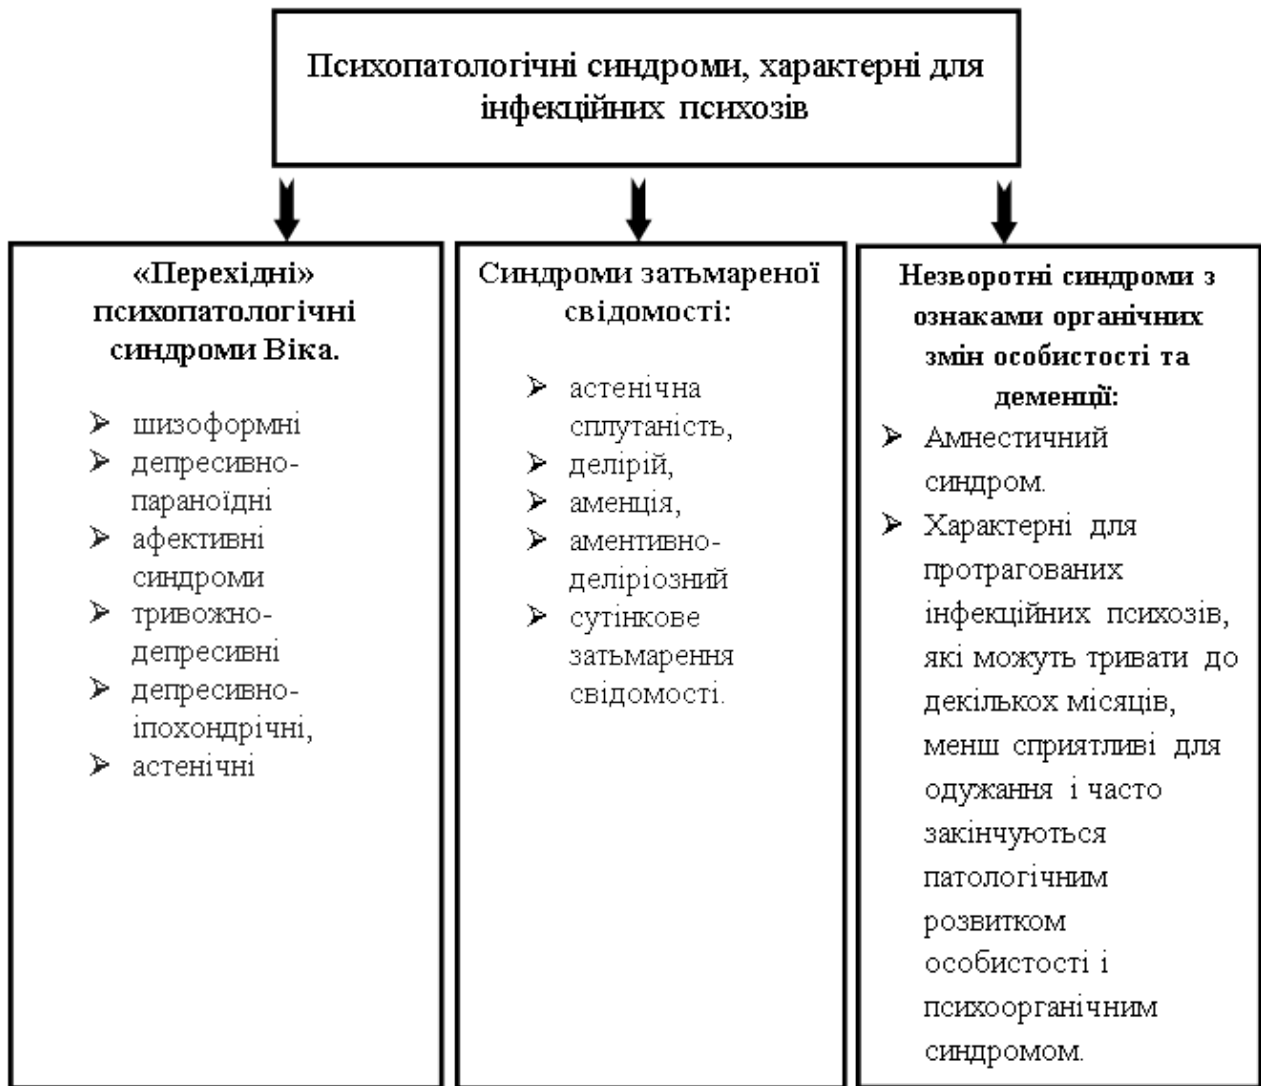 Психопатологічні синдроми, характерні для
інфекційних психозів
«Перехідні»
психопатологічні
синдроми Віка.
➢ шизоформні
➢ депресивно-
параноїдні
➢ афективні
синдроми
➢ тривожно-
депресивні
➢ депресивно-
іпохондрічні,
➢ астенічні
Синдроми затьмареної
свідомості:
➢ астенічна
сплутаність,
➢ делірій,
➢ аменція,
➢ аментивно-
деліріозний
➢ сутінкове
затьмарення
свідомості.
Незворотні синдроми з
ознаками органічних
змін особистості та
деменції:
➢ Амнестичний
синдром.
➢ Характерні для
протрагованих
інфекційних психозів,
які можуть тривати до
декількох місяців,
менш сприятливі для
одужання і часто
закінчуються
патологічним
розвитком
особистості і
психоорганічним
синдромом.